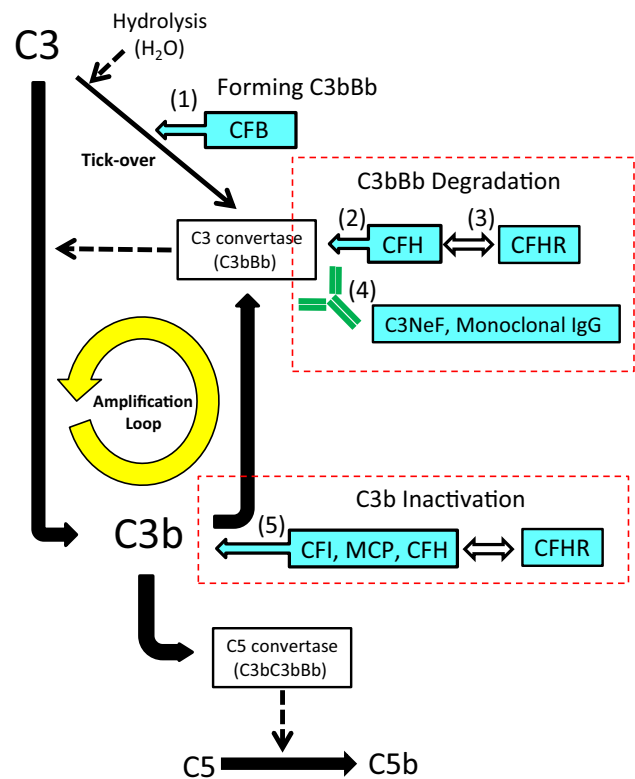 Hydrolysis
(H₂O)
C3
Forming C3bBb
(1)
CFB
Tick-over
C3bBb Degradation
(2)
(3)
CFH
CFHR
C3 convertase
(C3bBb)
(4)
C3NeF, Monoclonal IgG
Amplification
Loop
C3b Inactivation
(5)
C3b
CFI, MCP, CFH
CFHR
C5 convertase
(C3bC3bBb)
C5
C5b